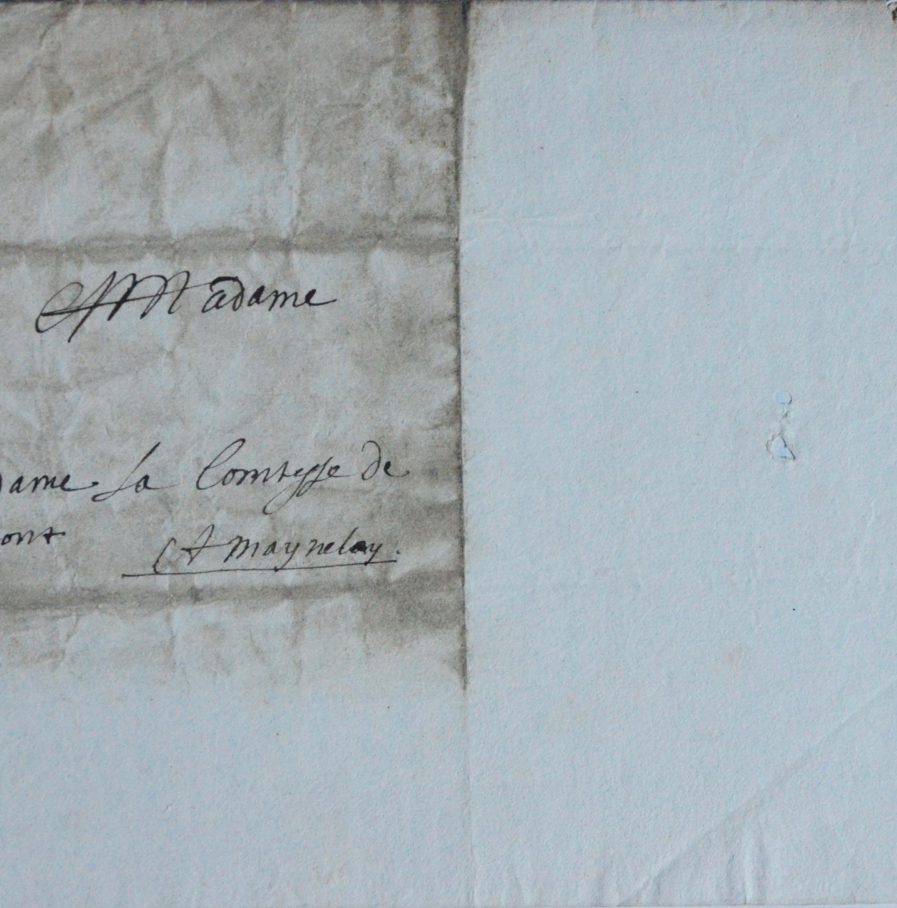 Madame
dame La Comtesse de
ont A maynelay.